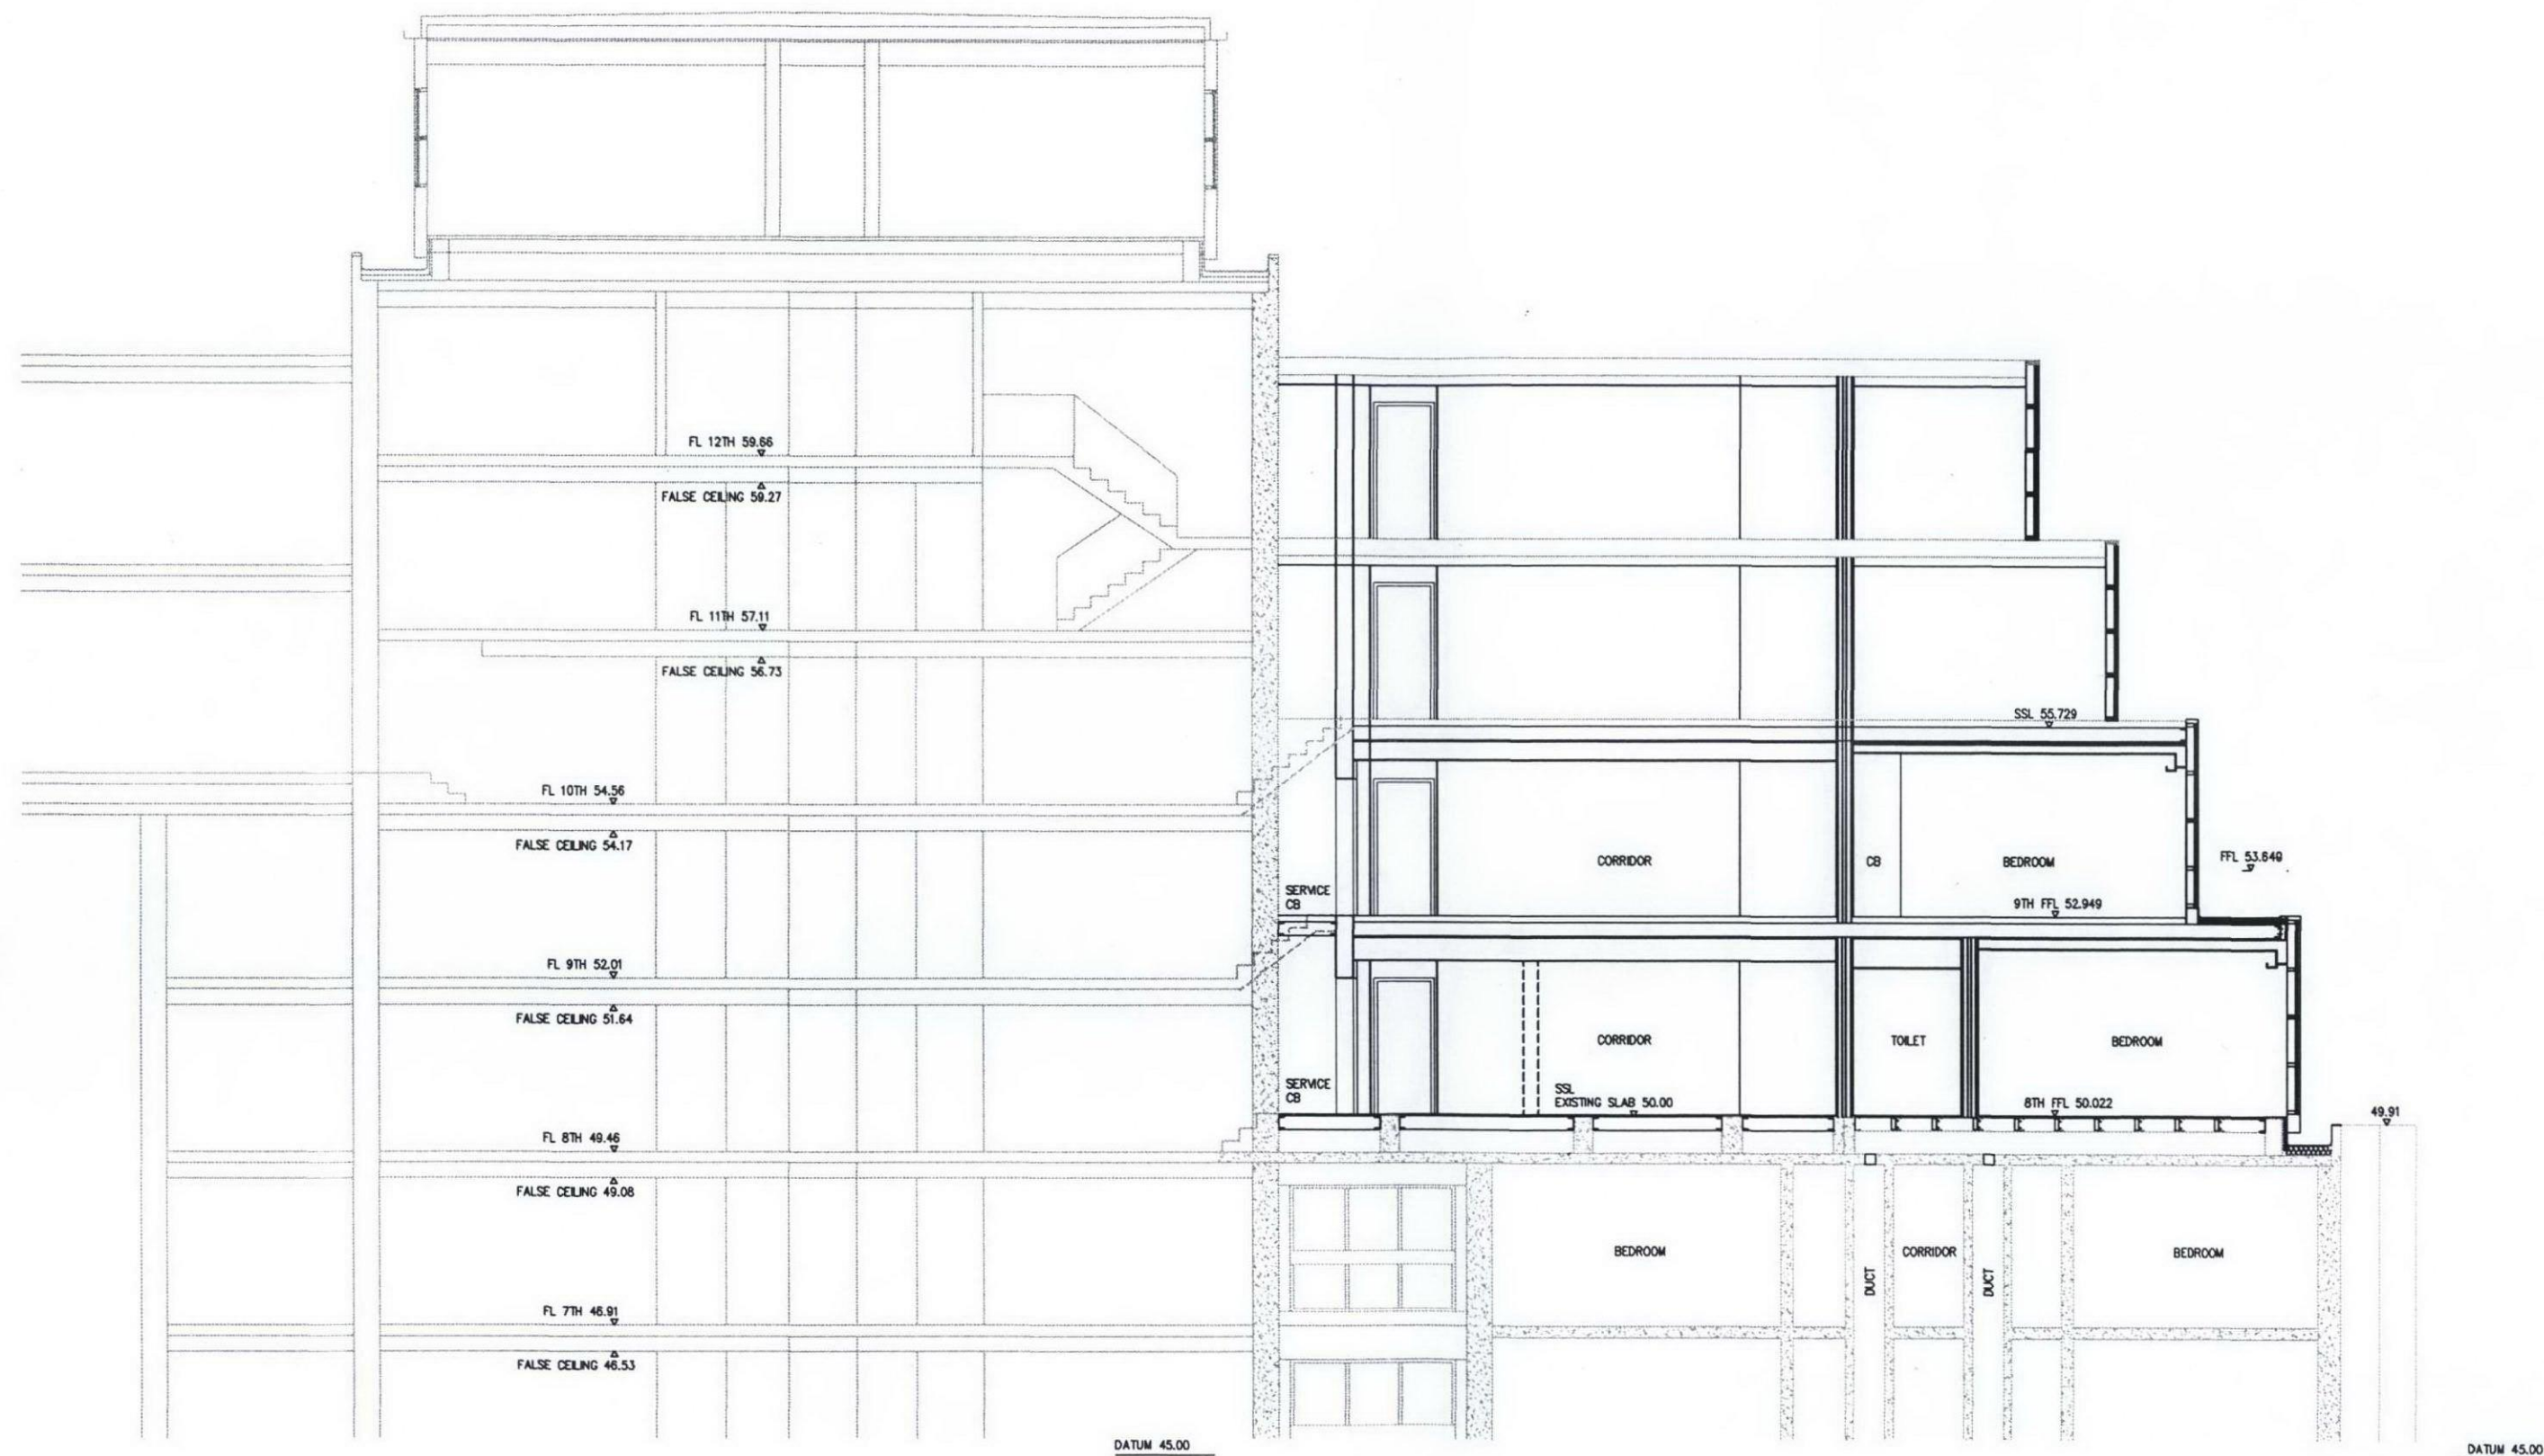 FL 12TH 59.66
FALSE CEILING 59.27
FL 11TH 57.11
FALSE CEILING 56.73
SSL 55.729
FL 10TH 54.56
FALSE CEILING 54.17
CORRIDOR
CB
BEDROOM
FFL 53.649
SERVICE
CB
9TH FFL 52.949
FL 9TH 52.01
FALSE CEILING 51.64
CORRIDOR
TOILET
BEDROOM
SERVICE
CB
SSL
EXISTING SLAB 50.00
8TH FFL 50.022
49.91
FL 8TH 49.46
FALSE CEILING 49.08
BEDROOM
DUCT
CORRIDOR
DUCT
BEDROOM
FL 7TH 46.91
FALSE CEILING 46.53
DATUM 45.00
DATUM 45.00